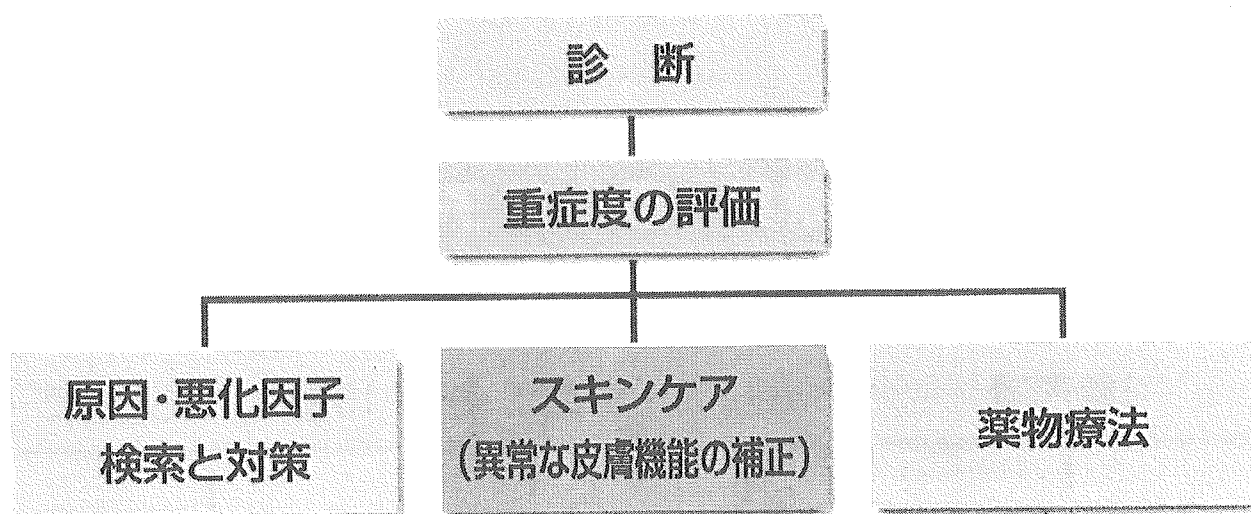 診 断
重症度の評価
原因・悪化因子
検索と対策
スキンケア
(異常な皮膚機能の補正)
薬物療法